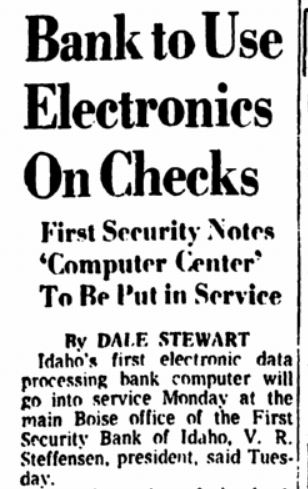 Bank to Use
Electronics
On Checks
First Security Notes
'Computer Center'
To Be Put in Service
By DALE STEWART
Idaho's first electronic data
processing bank computer will
go into service Monday at the
main Boise office of the First
Security Bank of Idaho, V. R.
Steffensen, president, said Tues-
day.